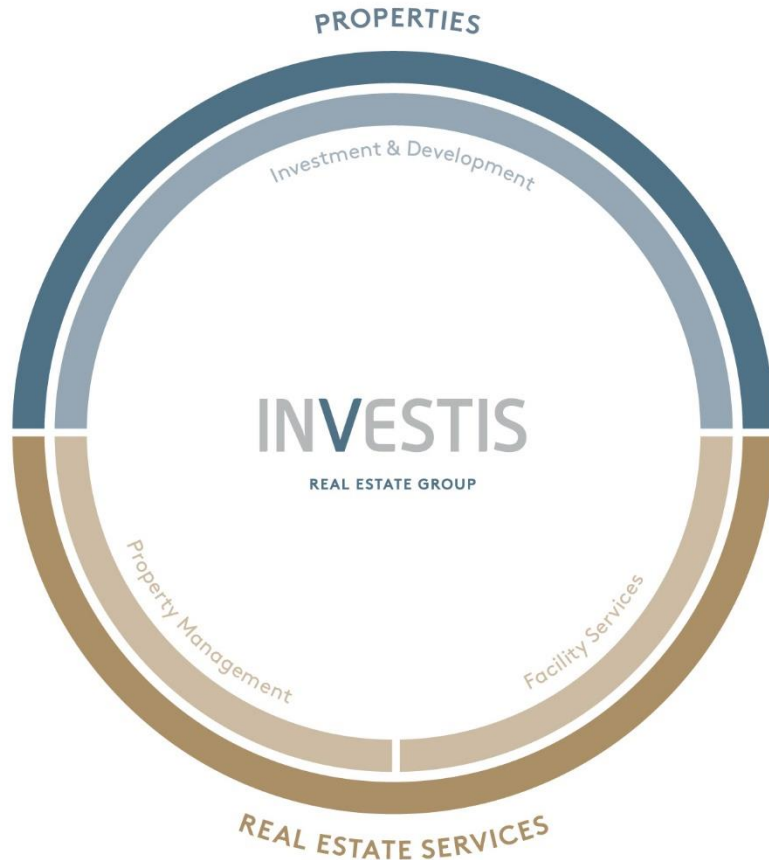 PROPERTIES
Investment & Development
INVESTIS
REAL ESTATE GROUP
Property Management
Facility Services
REAL ESTATE SERVICES